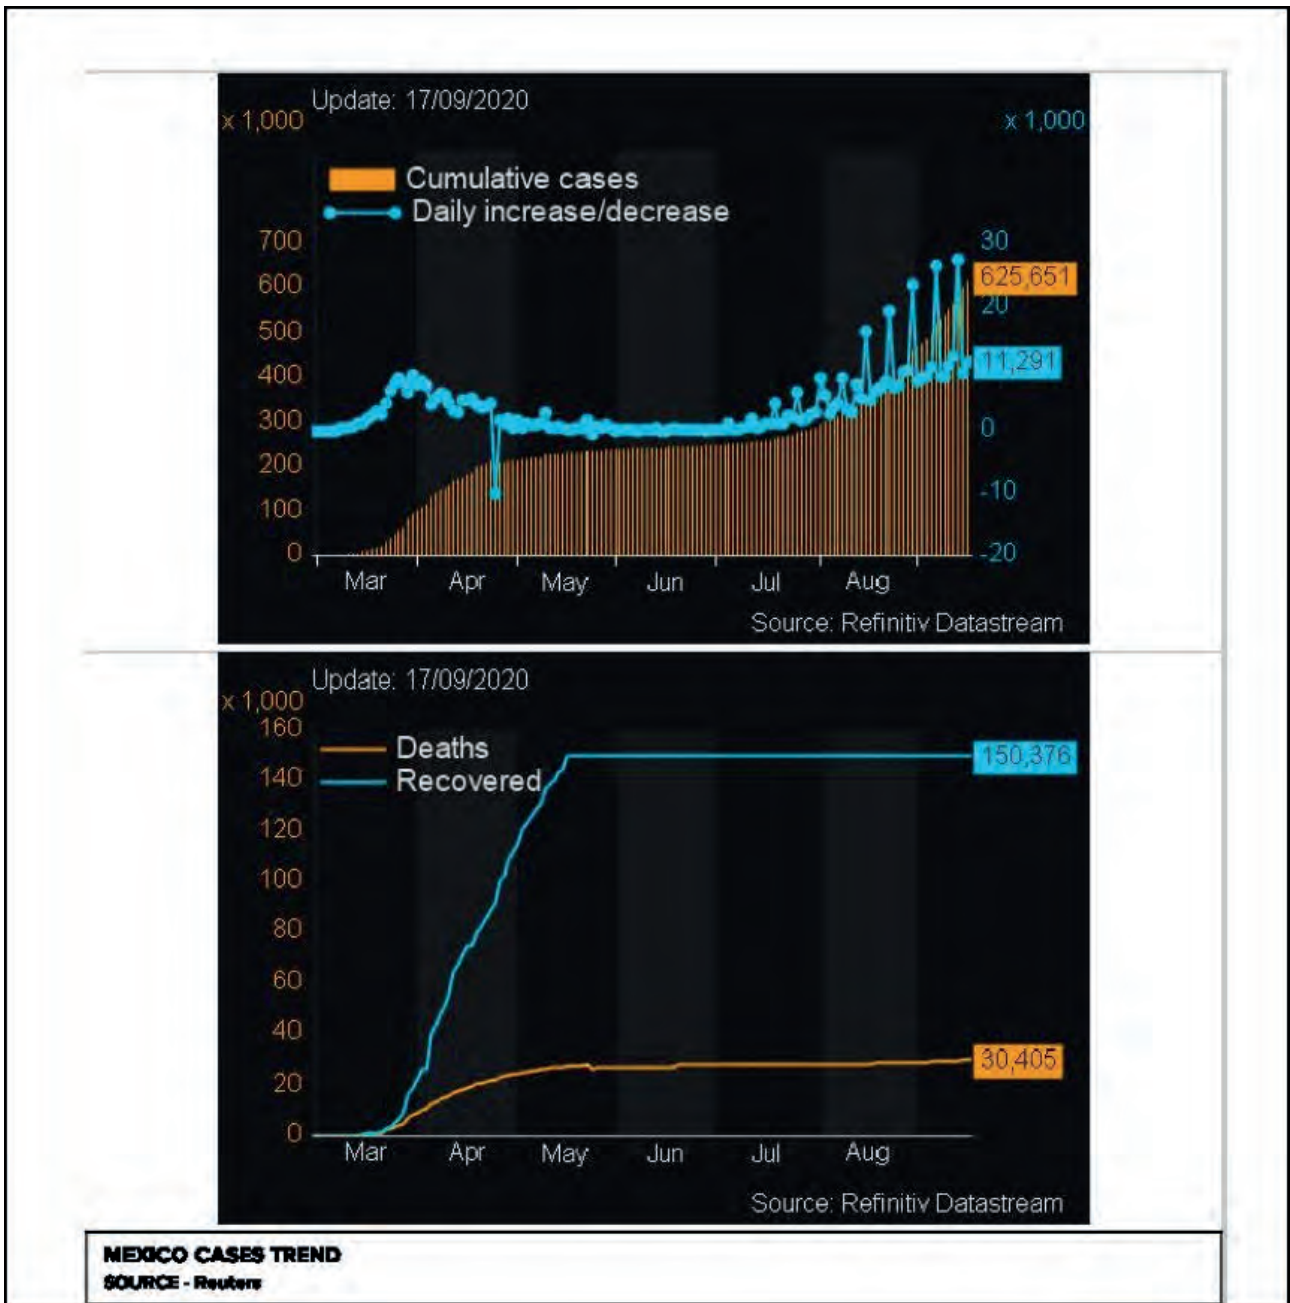 Update: 17/09/2020
x 1,000
x 1,000
Cumulative cases
Daily increase/decrease
700
30
600
625,651
20
500
400
11,291
300
0
200
-10
100
0
-20
Mar Apr May Jun Jul Aug
Source: Refinitiv Datastream
Update: 17/09/2020
x 1,000
160
Deaths
150,376
140
Recovered
120
100
80
60
40
30,405
20
0
Mar Apr May Jun Jul Aug
Source: Refinitiv Datastream
MEXICO CASES TREND
SOURCE - Reuters